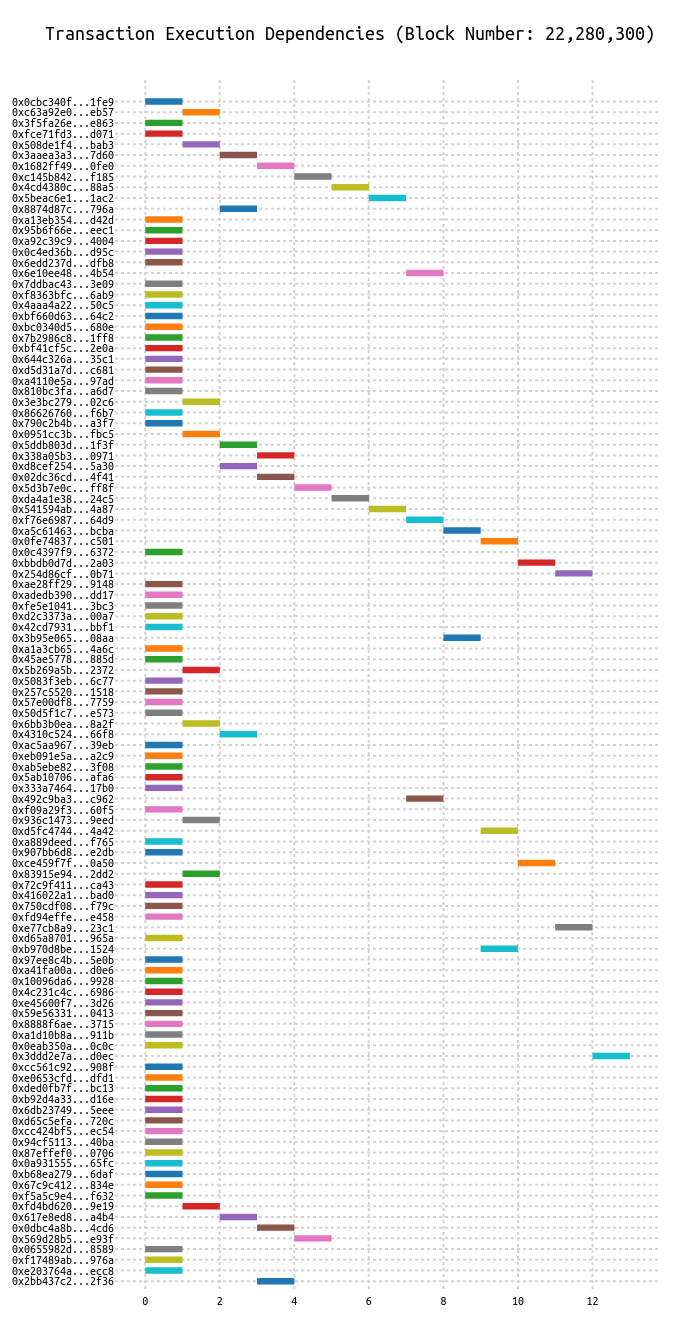 Transaction Execution Dependencies (Block Number: 22,280,300)
0x0cbc340f...1fe9
0xc63a92e0...eb57
0x3f5fa26e...e863
0xfce71fd3...d071
0x508de1f4...bab3
0x3aaea3a3...7d60
0x1682ff49...0fe0
0xc145b842...f185
0x4cd4380c...88a5
0x5beac6e1...1ac2
0x8874d87c...796a
0xa13eb354...d42d
0x95b6f66e...eec1
0xa92c39c9...4004
0x0c4ed36b...d95c
0x6edd237d...dfb8
0x6e10ee48...4b54
0x7ddbac43...3e09
0xf8363bfc...6ab9
0x4aaa4a22...50c5
0xbf660d63...64c2
0xbc0340d5...680e
0x7b2986c8...1ff8
0xbf41cf5c...2e0a
0x644c326a...35c1
0xd5d31a7d...c681
0xa4110e5a...97ad
0x810bc3fa...a6d7
0x3e3bc279...02c6
0x86626760...f6b7
0x790c2b4b...a3f7
0x0951cc3b...fbc5
0x5ddb803d...1f3f
0x338a05b3...0971
0xd8cef254...5a30
0x02dc36cd...4f41
0x5d3b7e0c...ff8f
0xda4a1e38...24c5
0x541594ab...4a87
0xf76e6987...64d9
0xa5c61463...bcba
0x0fe74837...c501
0x0c4397f9...6372
0xbbdb0d7d...2a03
0x254d86cf...0b71
0xae28ff29...9148
0xadedb390...dd17
0xfe5e1041...3bc3
0xd2c3373a...00a7
0x42cd7931...bbf1
0x3b95e065...08aa
0xa1a3cb65...4a6c
0x45ae5778...885d
0x5b269a5b...2372
0x5083f3eb...6c77
0x257c5520...1518
0x57e00df8...7759
0x50d5f1c7...e573
0x6bb3b0ea...8a2f
0x4310c524...66f8
0xac5aa967...39eb
0xeb091e5a...a2c9
0xab5ebe82...3f08
0x5ab10706...afa6
0x333a7464...17b0
0x492c9ba3...c962
0xf09a29f3...60f5
0x936c1473...9eed
0xd5fc4744...4a42
0xa889deed...f765
0x907bb6d8...e2db
0xce459f7f...0a50
0x83915e94...2dd2
0x72c9f411...ca43
0x416022a1...bad0
0x750cdf08...f79c
0xfd94effe...e458
0xe77cb8a9...23c1
0xd65a8701...965a
0xb970d8be...1524
0x97ee8c4b...5e0b
0xa41fa00a...d0e6
0x10096da6...9928
0x4c231c4c...6986
0xe45600f7...3d26
0x59e56331...0413
0x8888f6ae...3715
0xa1d10b8a...911b
0x0eab350a...0c0c
0x3ddd2e7a...d0ec
0xcc561c92...908f
0xe0653cfd...dfd1
0xded0fb7f...bc13
0xb92d4a33...d16e
0x6db23749...5eee
0xd65c5efa...720c
0xcc424bf5...ec54
0x94cf5113...40ba
0x87effef0...0706
0x0a931555...65fc
0xb68ea279...6daf
0x67c9c412...834e
0xf5a5c9e4...f632
0xfd4bd620...9e19
0x617e8ed8...a4b4
0x0dbc4a8b...4cd6
0x569d28b5...e93f
0x0655982d...8589
0xf17489ab...976a
0xe203764a...ecc8
0x2bb437c2...2f36
0 2 4 6 8 10 12